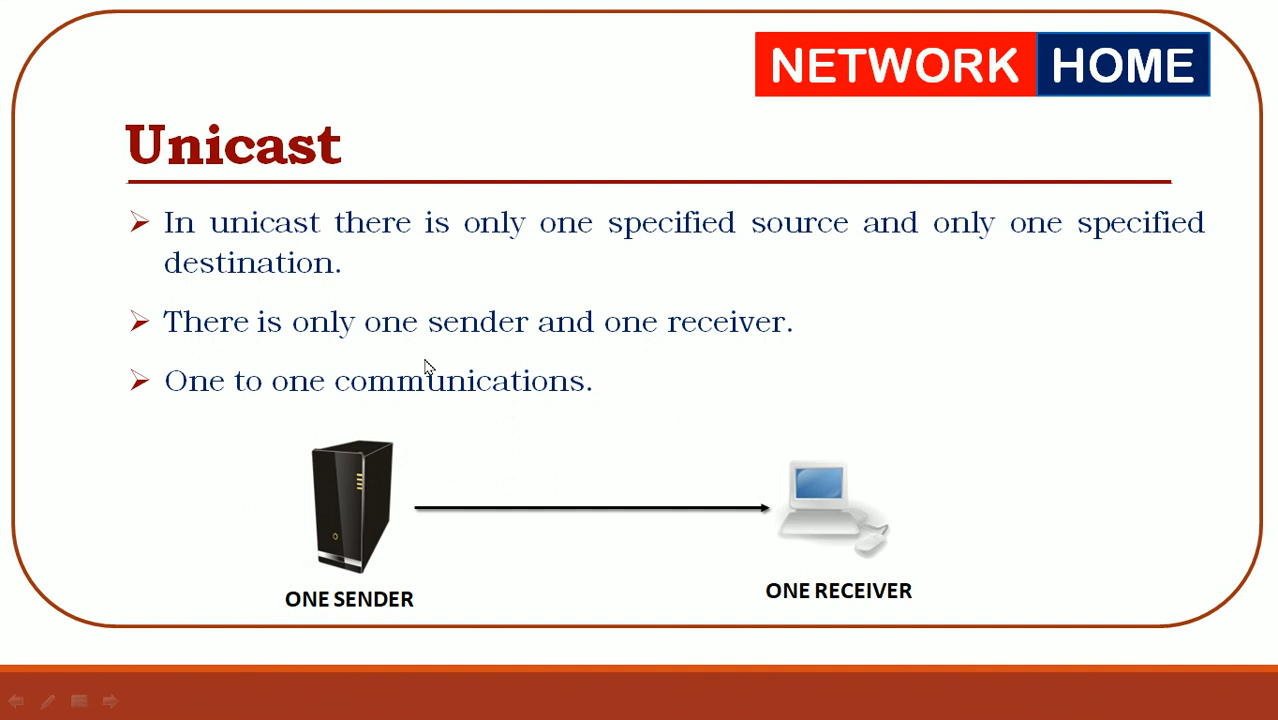 NETWORK HOME
Unicast
In unicast there is only one specified source and only one specified
destination.
There is only one sender and one receiver.
One to one communications.
ONE SENDER
ONE RECEIVER